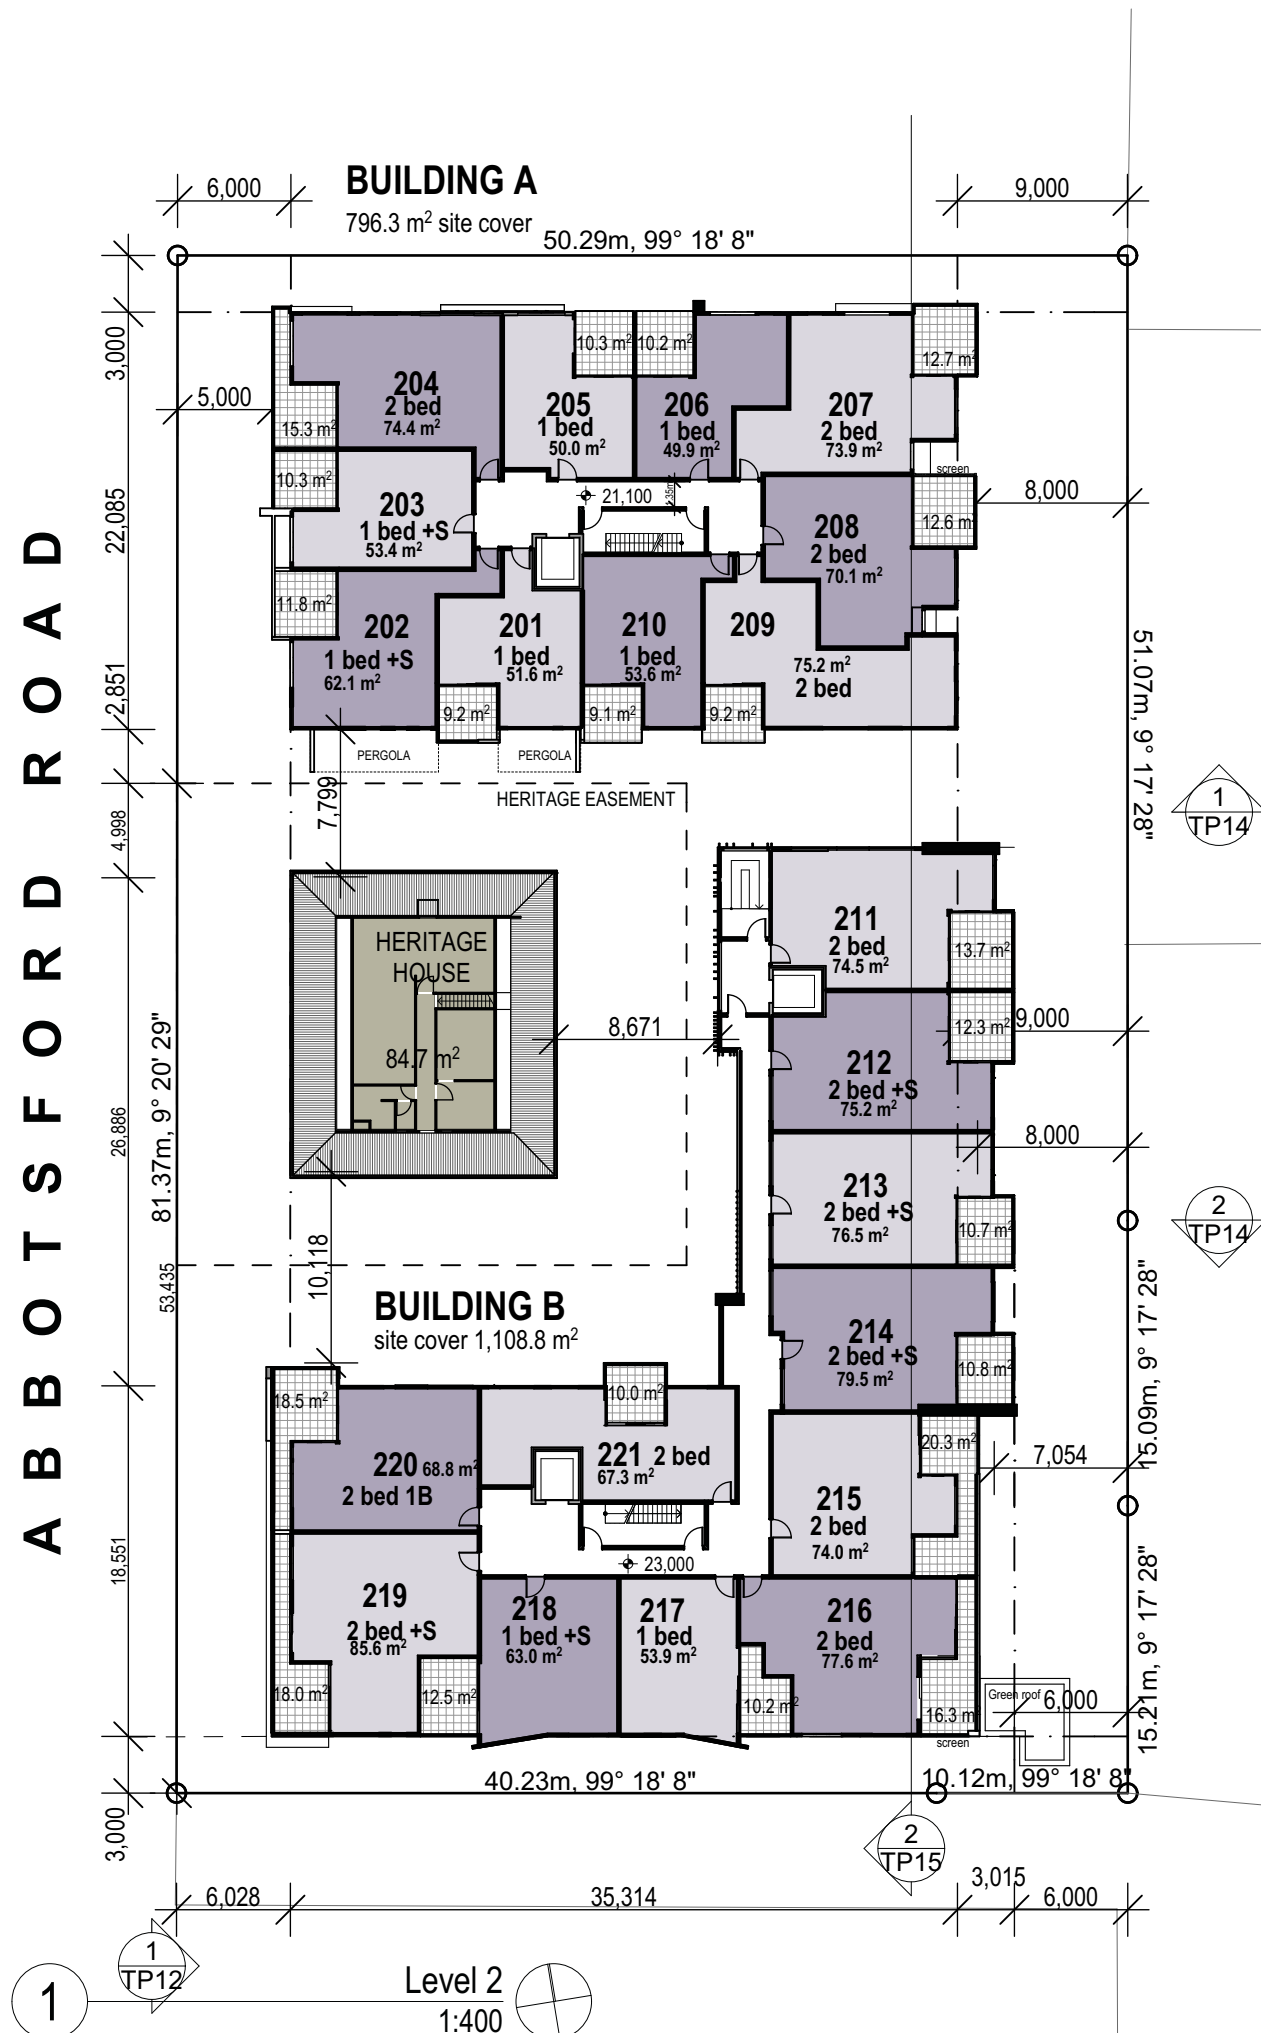 BUILDING A
796.3 m² site cover
6,000
9,000
50.29m, 99° 18' 8"
3,000
5,000
22,085
2,851
4,998
26,886
53,435
18,551
3,000
ABBOTSFORD ROAD
81.37m, 9° 20' 29"
204
2 bed
74.4 m²
15.3 m²
205
1 bed
50.0 m²
10.3 m²
206
1 bed
49.9 m²
10.2 m²
207
2 bed
73.9 m²
12.7 m²
screen
203
1 bed +S
53.4 m²
10.3 m²
21,100
208
2 bed
70.1 m²
12.6 m²
8,000
202
1 bed +S
62.1 m²
11.8 m²
201
1 bed
51.6 m²
9.2 m²
210
1 bed
53.6 m²
9.1 m²
209
75.2 m²
2 bed
9.2 m²
51.07m, 9° 17' 28"
PERGOLA
PERGOLA
7,799
HERITAGE EASEMENT
1
TP14
HERITAGE
HOUSE
84.7 m²
8,671
211
2 bed
74.5 m²
13.7 m²
212
2 bed +S
75.2 m²
12.3 m²
9,000
213
2 bed +S
76.5 m²
10.7 m²
8,000
2
TP14
10,118
BUILDING B
site cover 1,108.8 m²
214
2 bed +S
79.5 m²
10.8 m²
15.09m, 9° 17' 28"
18.5 m²
10.0 m²
220 68.8 m²
2 bed 1B
221 2 bed
67.3 m²
215
2 bed
74.0 m²
20.3 m²
7,054
23,000
219
2 bed +S
85.6 m²
18.0 m²
12.5 m²
218
1 bed +S
63.0 m²
217
1 bed
53.9 m²
216
2 bed
77.6 m²
10.2 m²
16.3 m²
Green roof
6,000
screen
15.21m, 9° 17' 28"
40.23m, 99° 18' 8"
10.12m, 99° 18' 8"
2
TP15
6,028
35,314
3,015
6,000
1
TP12
1
Level 2
1:400